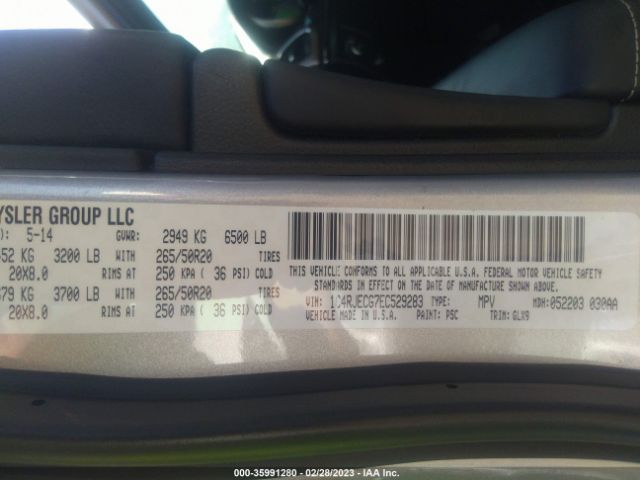 YSLER GROUP LLC
): 5-14 GVWR: 2949 KG 6500 LB
52 KG 3200 LB WITH 265/50R20 TIRES
20X8.0 RIMS AT 250 KPA ( 36 PSI) COLD
79 KG 3700 LB WITH 265/50R20 TIRES
20X8.0 RIMS AT 250 KPA ( 36 PSI) COLD
THIS VEHICLE CONFORMS TO ALL APPLICABLE U.S.A. FEDERAL MOTOR VEHICLE SAFETY
STANDARDS IN EFFECT ON THE DATE OF MANUFACTURE SHOWN ABOVE.
VIN: 1C4RJECG7EC529283 TYPE: MPV MDH: 052203 030AA
VEHICLE MADE IN U.S.A. PAINT: PSC TRIM: GLX9
000-35991280 - 02/28/2023 - IAA Inc.